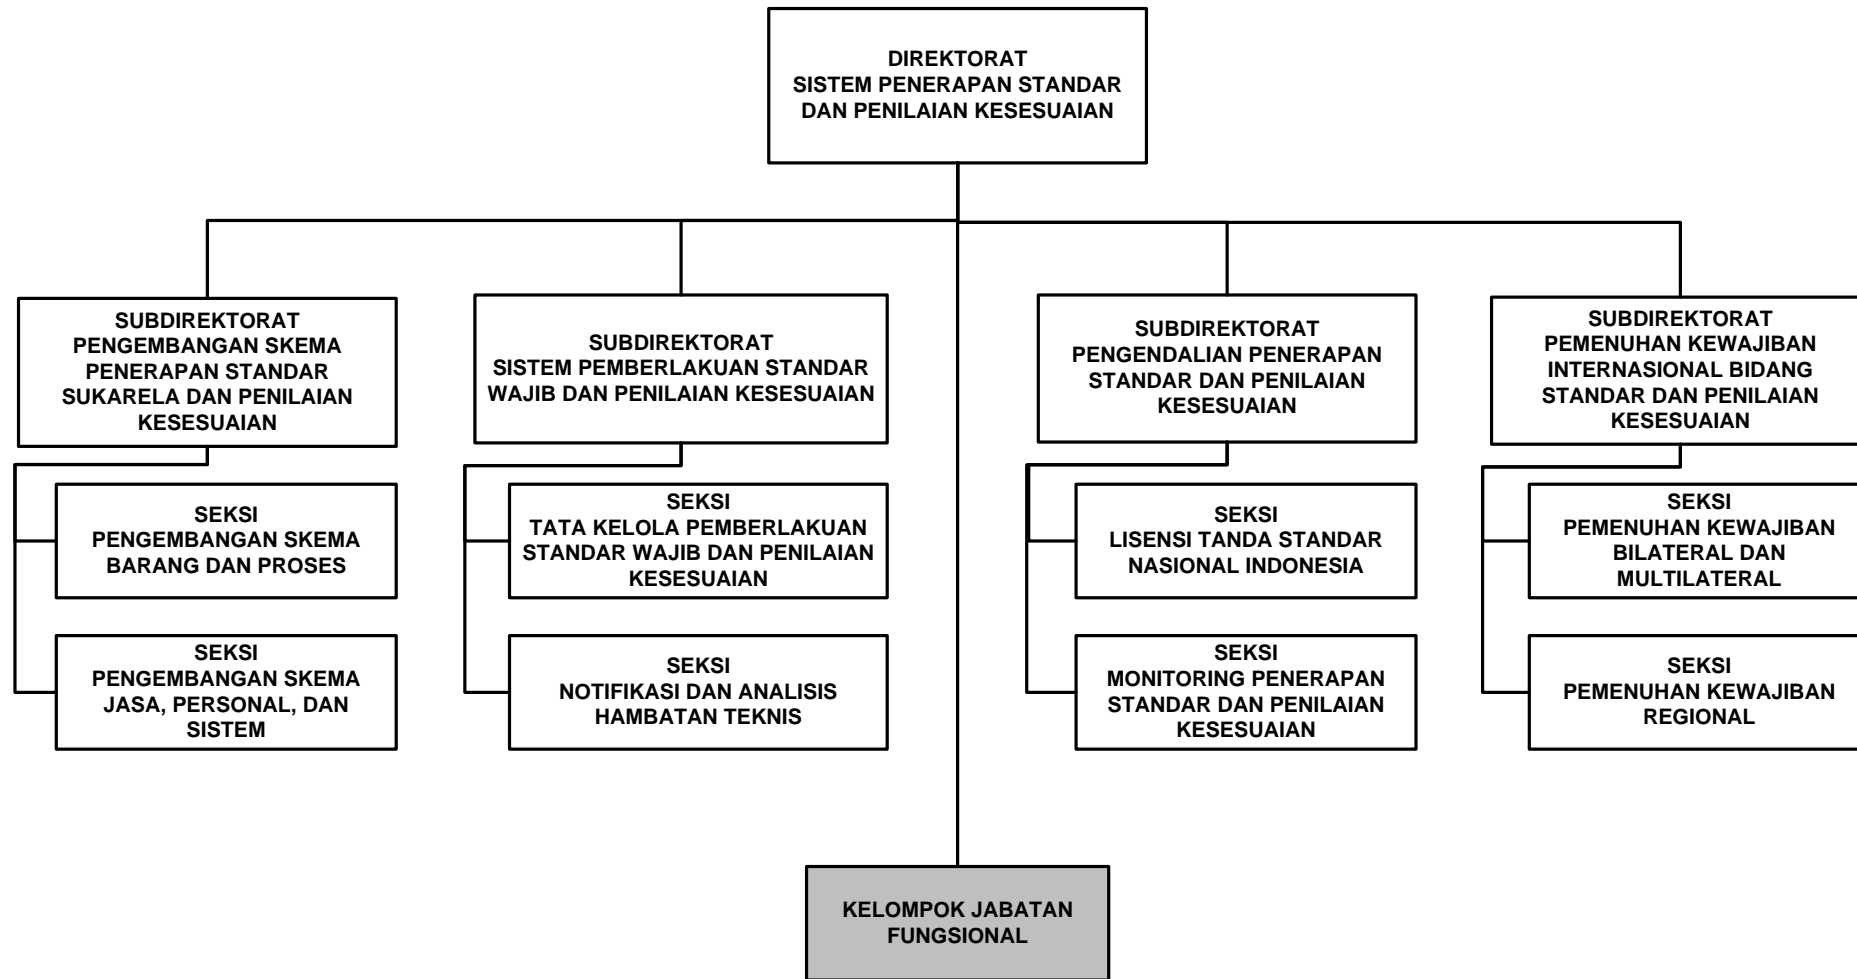 DIREKTORAT
SISTEM PENERAPAN STANDAR
DAN PENILAIAN KESESUAIAN
SUBDIREKTORAT
PENGEMBANGAN SKEMA
PENERAPAN STANDAR
SUKARELA DAN PENILAIAN
KESESUAIAN
SUBDIREKTORAT
SISTEM PEMBERLAKUAN STANDAR
WAJIB DAN PENILAIAN KESESUAIAN
SUBDIREKTORAT
PENGENDALIAN PENERAPAN
STANDAR DAN PENILAIAN
KESESUAIAN
SUBDIREKTORAT
PEMENUHAN KEWAJIBAN
INTERNASIONAL BIDANG
STANDAR DAN PENILAIAN
KESESUAIAN
SEKSI
PENGEMBANGAN SKEMA
BARANG DAN PROSES
SEKSI
TATA KELOLA PEMBERLAKUAN
STANDAR WAJIB DAN PENILAIAN
KESESUAIAN
SEKSI
LISENSI TANDA STANDAR
NASIONAL INDONESIA
SEKSI
PEMENUHAN KEWAJIBAN
BILATERAL DAN
MULTILATERAL
SEKSI
PENGEMBANGAN SKEMA
JASA, PERSONAL, DAN
SISTEM
SEKSI
NOTIFIKASI DAN ANALISIS
HAMBATAN TEKNIS
SEKSI
MONITORING PENERAPAN
STANDAR DAN PENILAIAN
KESESUAIAN
SEKSI
PEMENUHAN KEWAJIBAN
REGIONAL
KELOMPOK JABATAN
FUNGSIONAL